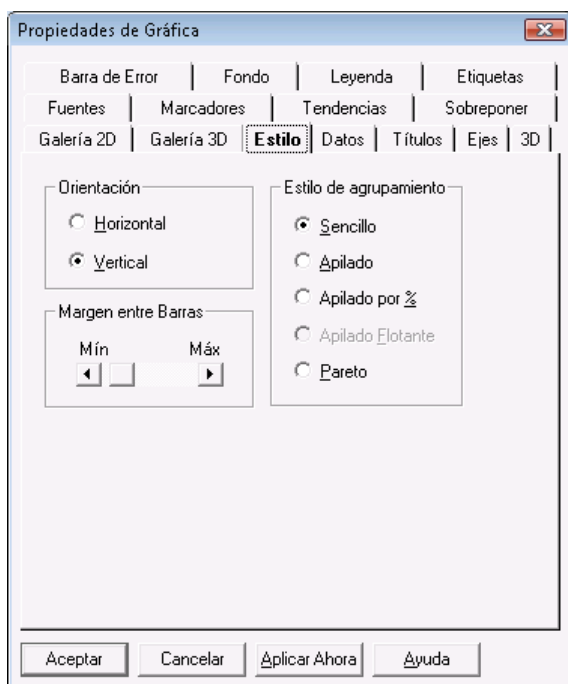 Propiedades de Gráfica
Barra de Error Fondo Leyenda Etiquetas
Fuentes Marcadores Tendencias Sobreponer
Galería 2D Galería 3D Estilo Datos Títulos Ejes 3D
Orientación
Horizontal
Vertical
Margen entre Barras
Mín Máx
Estilo de agrupamiento
Sencillo
Apilado
Apilado por %
Apilado Flotante
Pareto
Aceptar Cancelar Aplicar Ahora Ayuda